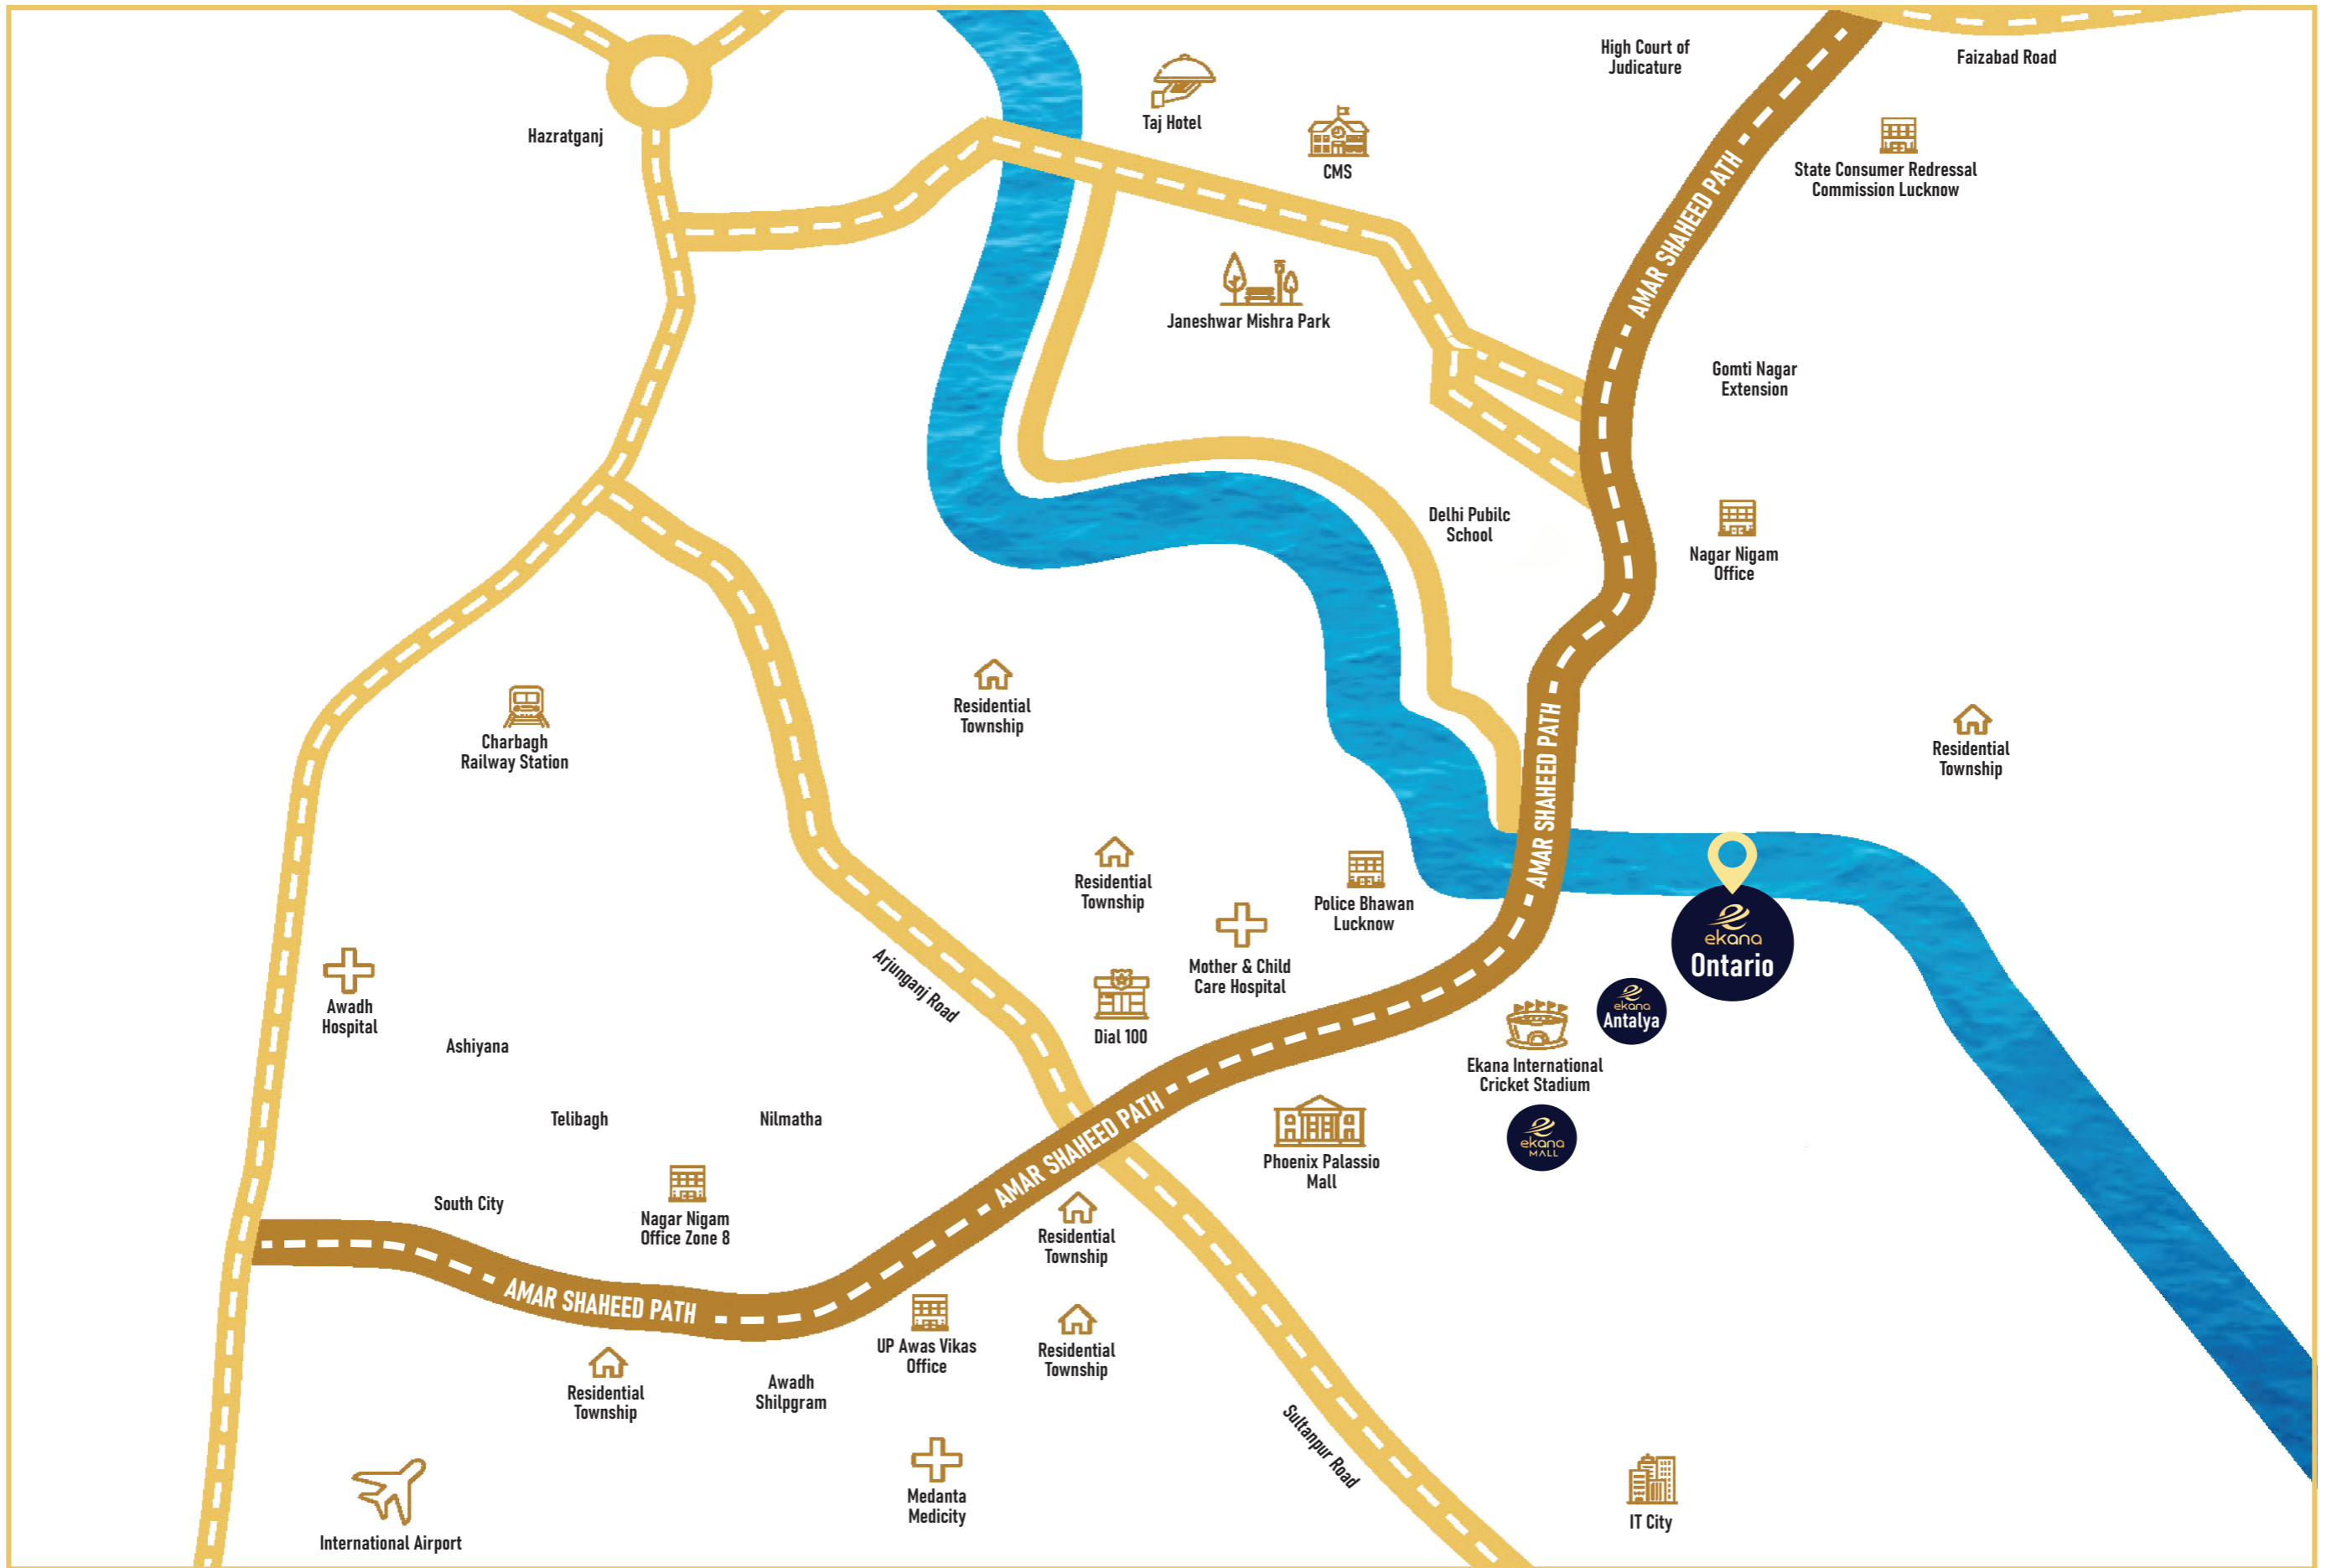 High Court of
Judicature
Faizabad Road
Taj Hotel
Hazratganj
CMS
State Consumer Redressal
Commission Lucknow
AMAR SHAHEED PATH
Janeshwar Mishra Park
Gomti Nagar
Extension
Delhi Pubilc
School
Nagar Nigam
Office
Residential
Township
Charbagh
Railway Station
Residential
Township
AMAR SHAHEED PATH
Residential
Township
Police Bhawan
Lucknow
ekana
Ontario
Mother & Child
Care Hospital
Arjunganj Road
Awadh
Hospital
Dial 100
ekana
Antalya
Ashiyana
Ekana International
Cricket Stadium
Telibagh
Nilmatha
AMAR SHAHEED PATH
ekana
MALL
Phoenix Palassio
Mall
South City
Nagar Nigam
Office Zone 8
Residential
Township
AMAR SHAHEED PATH
UP Awas Vikas
Office
Residential
Township
Residential
Township
Awadh
Shilpgram
Sultanpur Road
Medanta
Medicity
IT City
International Airport